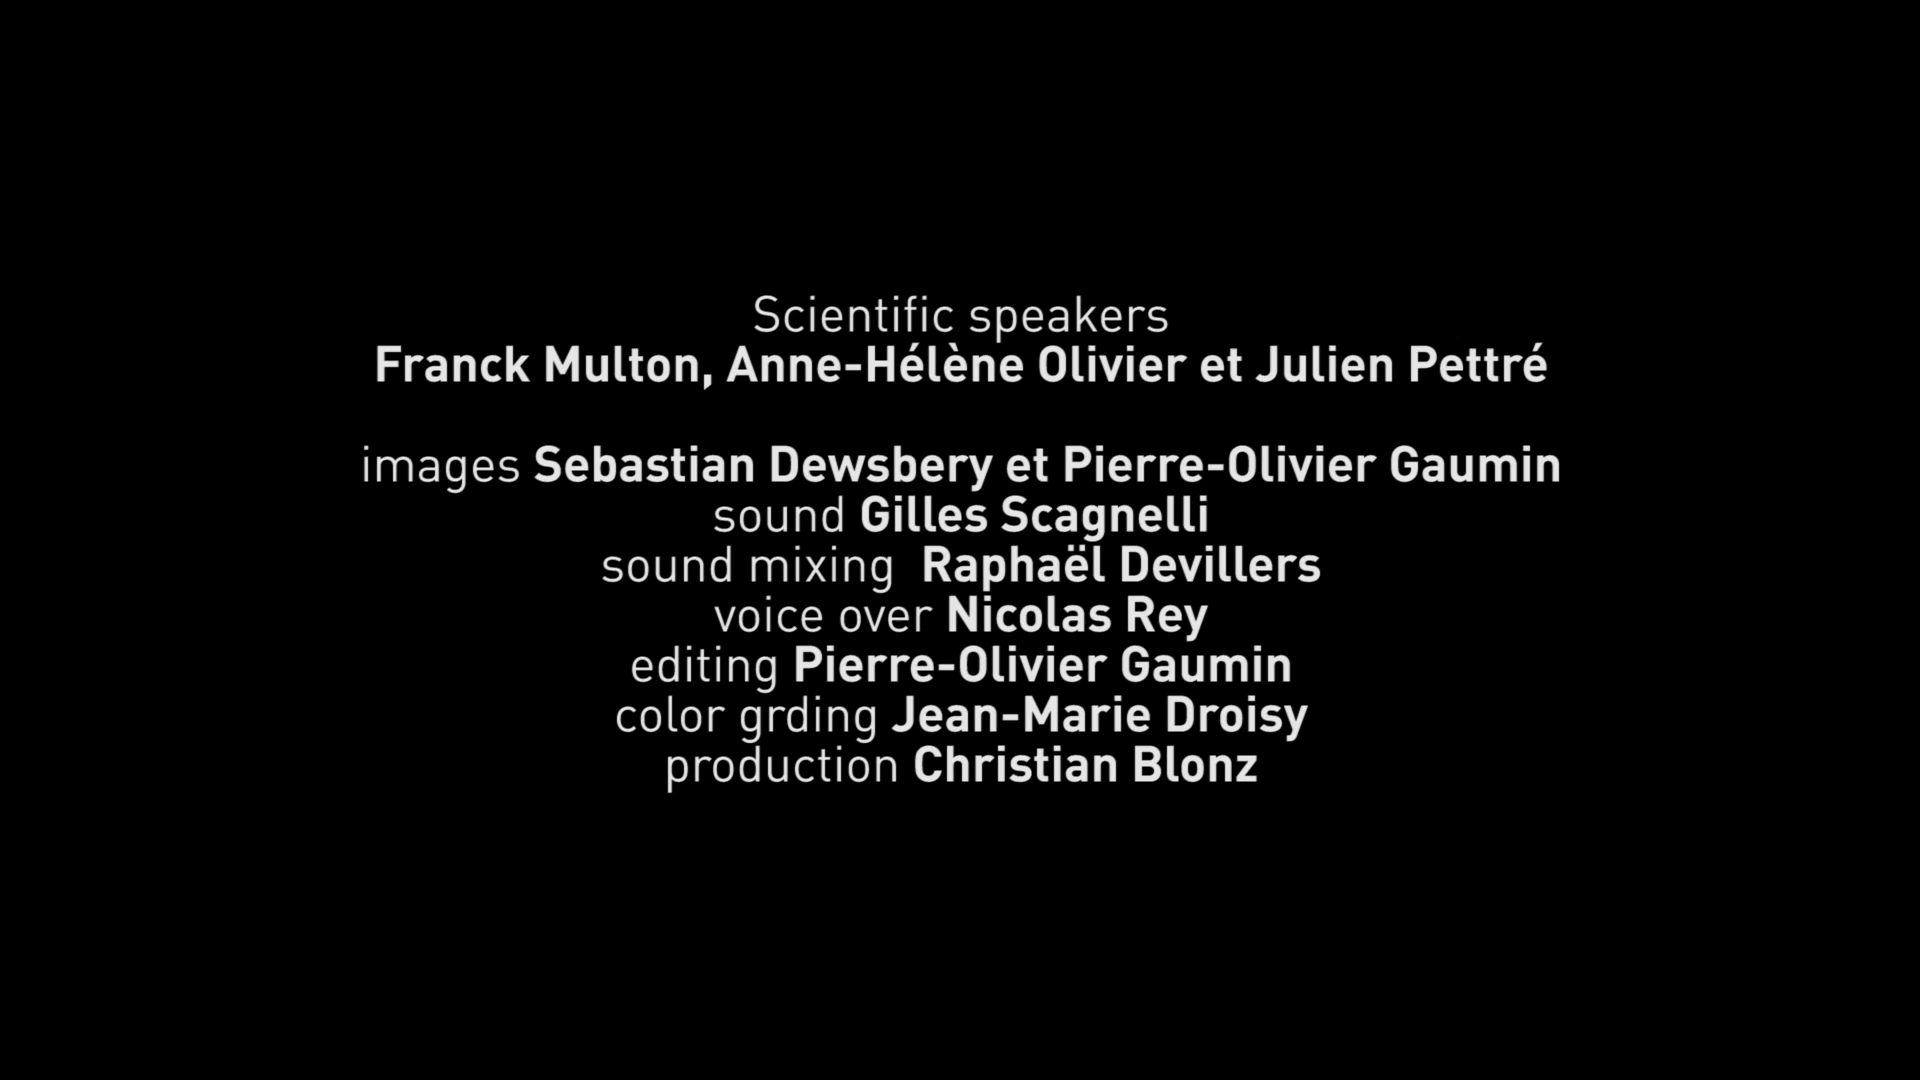 Scientific speakers
Franck Multon, Anne-Hélène Olivier et Julien Pettré
images Sebastian Dewsbery et Pierre-Olivier Gaumin
sound Gilles Scagnelli
sound mixing Raphaël Devillers
voice over Nicolas Rey
editing Pierre-Olivier Gaumin
color grding Jean-Marie Droisy
production Christian Blonz